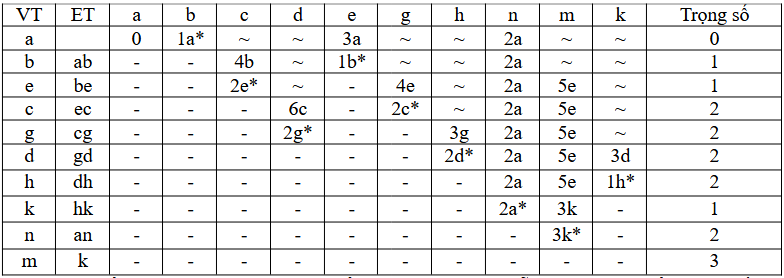 VT ET a b c d e g h n m k Trọng số
a 0 1a* ~ ~ 3a ~ ~ 2a ~ ~ 0
b ab - - 4b ~ 1b* ~ ~ 2a ~ ~ 1
e be - - 2e* ~ - 4e ~ 2a 5e ~ 1
c ec - - - 6c - 2c* ~ 2a 5e ~ 2
g cg - - - 2g* - - 3g 2a 5e ~ 2
d gd - - - - - - 2d* 2a 5e 3d 2
h dh - - - - - - - 2a 5e 1h* 2
k hk - - - - - - - 2a* 3k - 1
n an - - - - - - - - 3k* - 2
m k - - - - - - - - - - 3